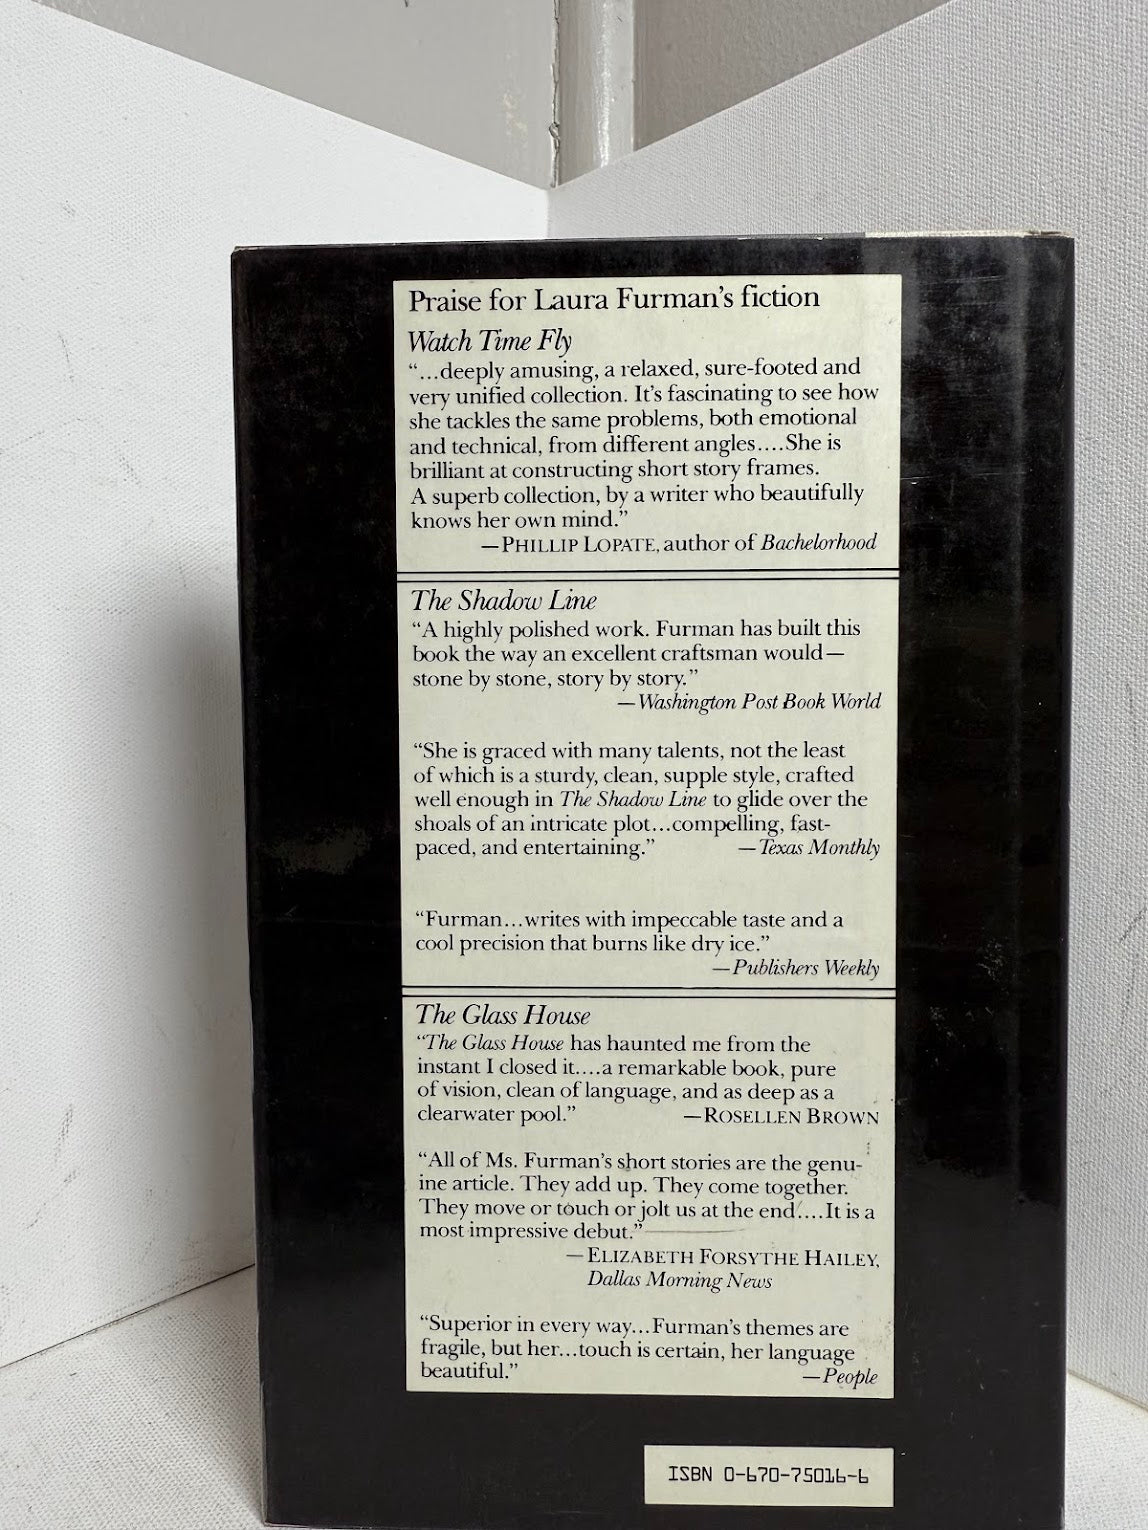 Praise for Laura Furman's fiction
Watch Time Fly
“...deeply amusing, a relaxed, sure-footed and
very unified collection. It's fascinating to see how
she tackles the same problems, both emotional
and technical, from different angles....She is
brilliant at constructing short story frames.
A superb collection, by a writer who beautifully
knows her own mind.”
—PHILLIP LOPATE, author of Bachelorhood
The Shadow Line
“A highly polished work. Furman has built this
book the way an excellent craftsman would—
stone by stone, story by story.”
—Washington Post Book World
“She is graced with many talents, not the least
of which is a sturdy, clean, supple style, crafted
well enough in The Shadow Line to glide over the
shoals of an intricate plot...compelling, fast-
paced, and entertaining.” —Texas Monthly
“Furman...writes with impeccable taste and a
cool precision that burns like dry ice.”
—Publishers Weekly
The Glass House
“The Glass House has haunted me from the
instant I closed it....a remarkable book, pure
of vision, clean of language, and as deep as a
clearwater pool.” —ROSELLEN BROWN
“All of Ms. Furman's short stories are the genu-
ine article. They add up. They come together.
They move or touch or jolt us at the end....It is a
most impressive debut.”
—ELIZABETH FORSYTHE HAILEY,
Dallas Morning News
“Superior in every way...Furman's themes are
fragile, but her...touch is certain, her language
beautiful.” —People
ISBN 0-670-75016-6